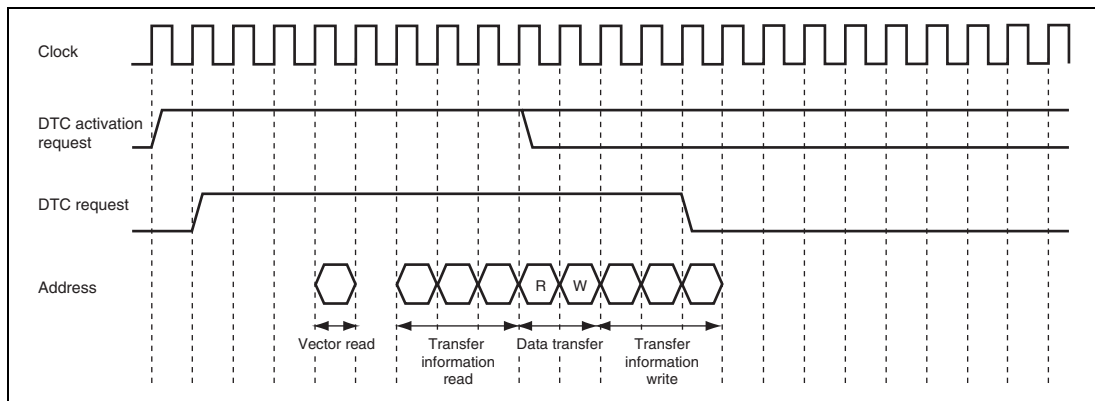 Clock
DTC activation
request
DTC request
Address
R W
Vector read
Transfer
information
read
Data transfer
Transfer
information
write